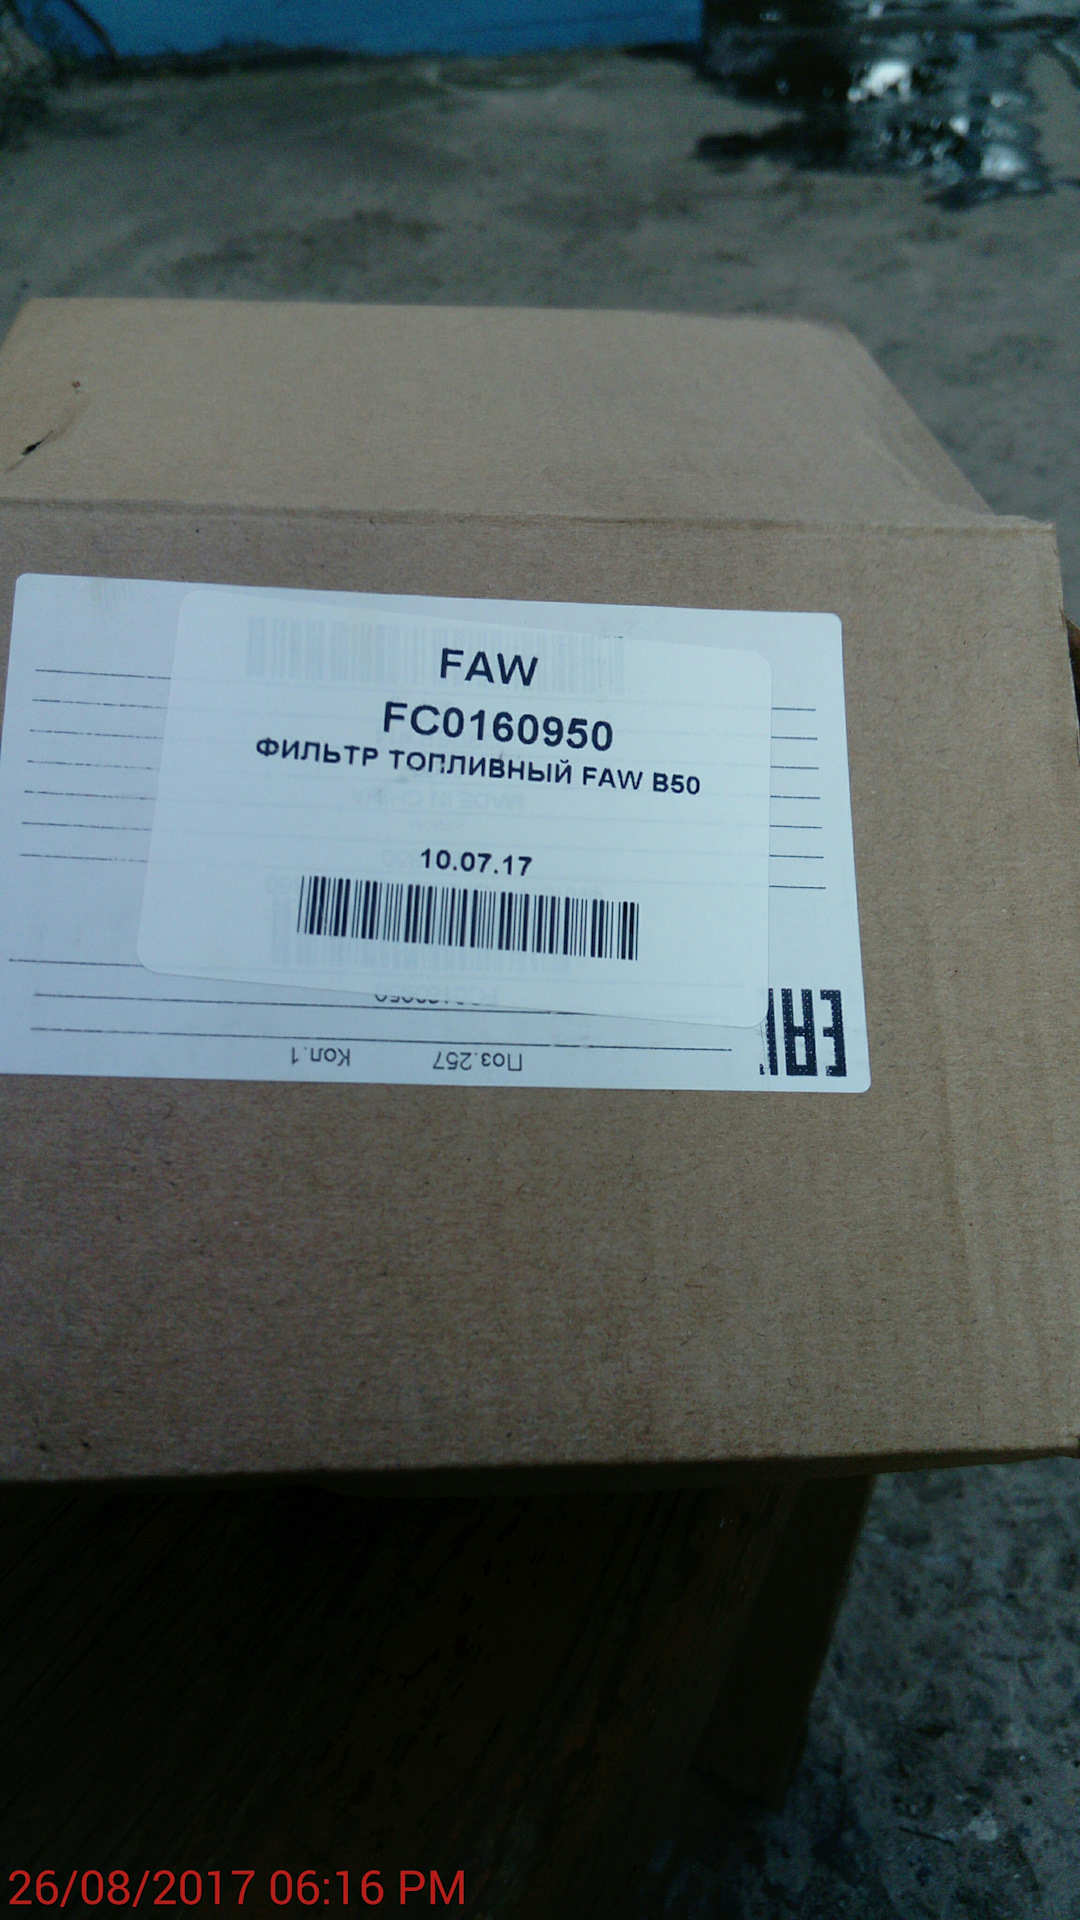 FAW
FC0160950
ФИЛЬТР ТОПЛИВНЫЙ FAW B50
10.07.17
Поз.257 Кол.1
EAC
26/08/2017 06:16 PM